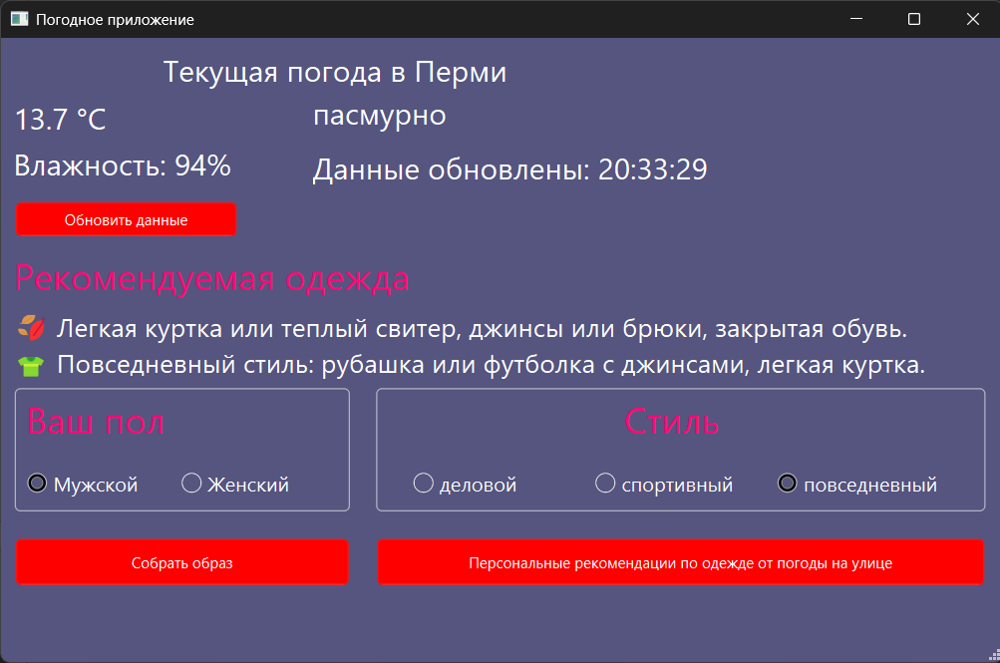 Погодное приложение
Текущая погода в Перми
13.7 °C
пасмурно
Влажность: 94%
Данные обновлены: 20:33:29
Обновить данные
Рекомендуемая одежда
Легкая куртка или теплый свитер, джинсы или брюки, закрытая обувь.
Повседневный стиль: рубашка или футболка с джинсами, легкая куртка.
Ваш пол
Мужской Женский
Стиль
деловой спортивный повседневный
Собрать образ
Персональные рекомендации по одежде от погоды на улице